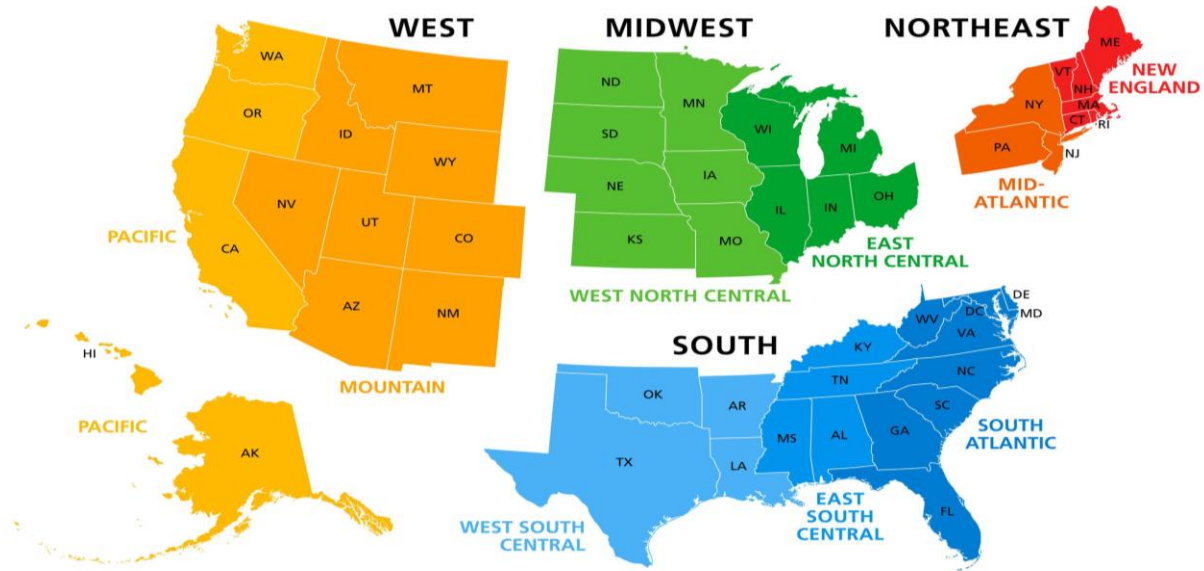 WEST
MIDWEST
NORTHEAST
WA
OR
CA
NV
ID
MT
WY
UT
CO
AZ
NM
PACIFIC
MOUNTAIN
HI
PACIFIC
AK
ND
SD
NE
KS
MN
IA
MO
WI
IL
MI
IN
OH
WEST NORTH CENTRAL
EAST
NORTH CENTRAL
ME
VT
NH
MA
CT
RI
NEW
ENGLAND
NY
PA
NJ
MID-
ATLANTIC
SOUTH
OK
AR
TX
LA
WEST SOUTH
CENTRAL
KY
TN
MS
AL
EAST
SOUTH
CENTRAL
WV
DC
DE
MD
VA
NC
SC
GA
FL
SOUTH
ATLANTIC